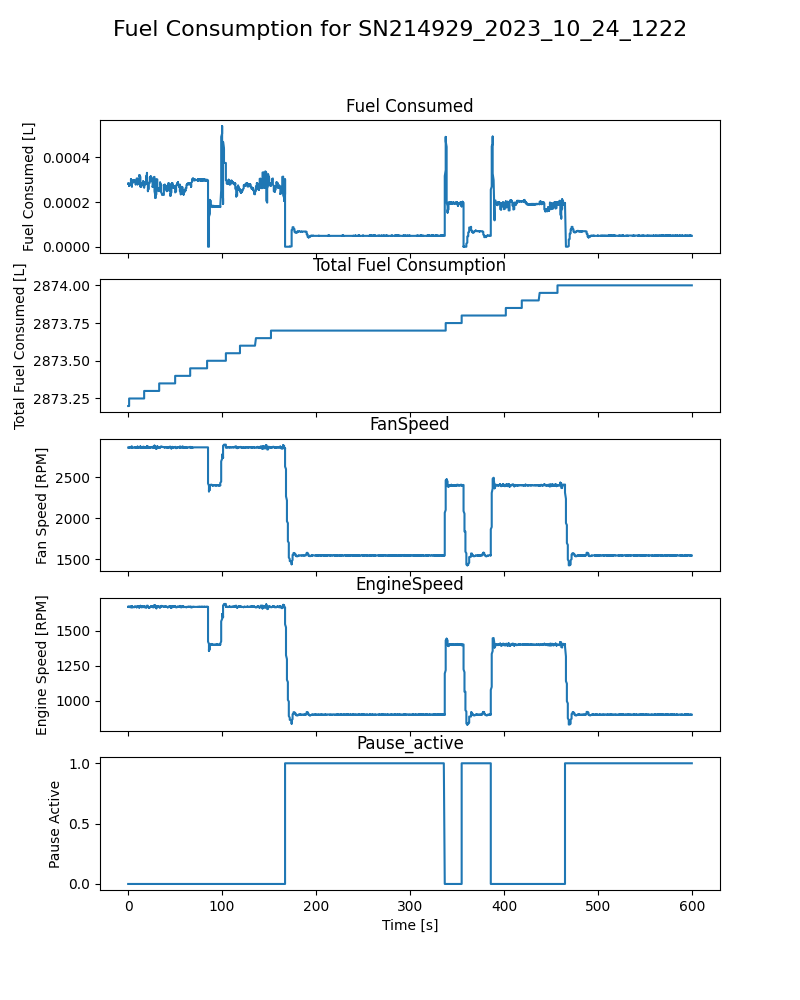 Fuel Consumption for SN214929_2023_10_24_1222
Fuel Consumed
Fuel Consumed [L]
0.0004
0.0002
0.0000
Total Fuel Consumption
Total Fuel Consumed [L]
2874.00
2873.75
2873.50
2873.25
FanSpeed
Fan Speed [RPM]
2500
2000
1500
EngineSpeed
Engine Speed [RPM]
1500
1250
1000
Pause_active
Pause Active
1.0
0.5
0.0
0 100 200 300 400 500 600
Time [s]